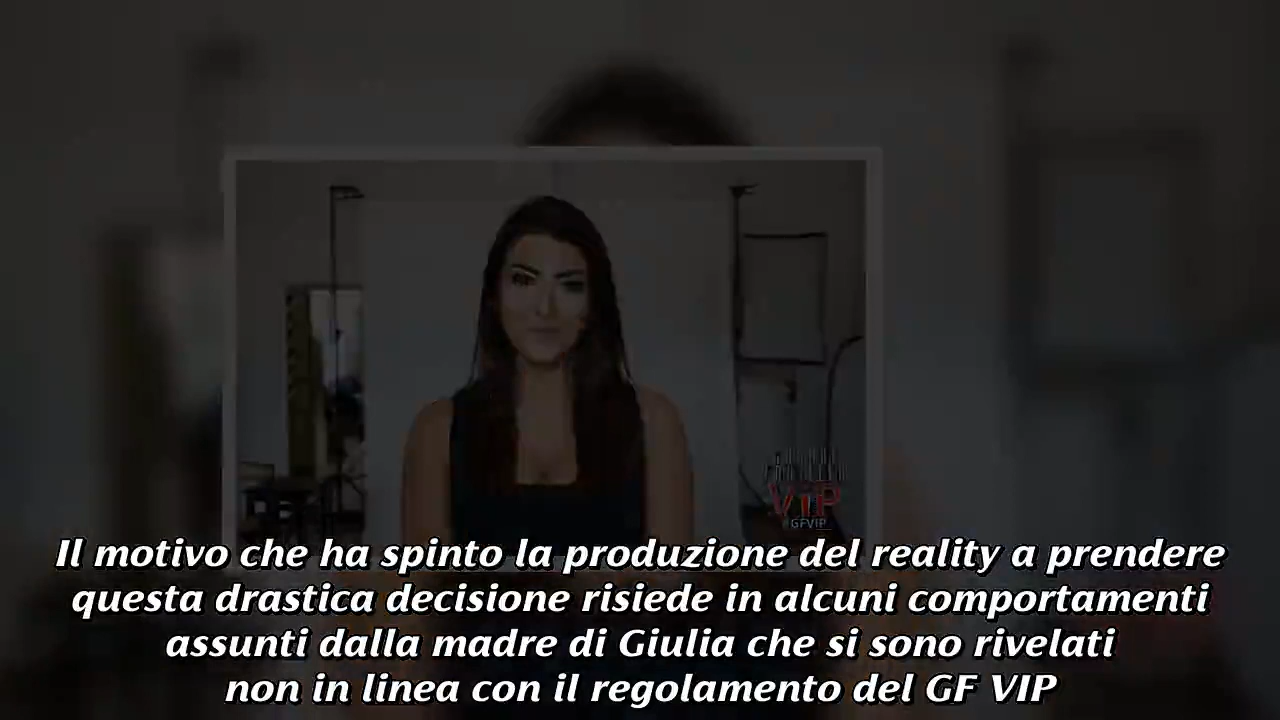 VIP
#GFVIP
Il motivo che ha spinto la produzione del reality a prendere
questa drastica decisione risiede in alcuni comportamenti
assunti dalla madre di Giulia che si sono rivelati
non in linea con il regolamento del GF VIP